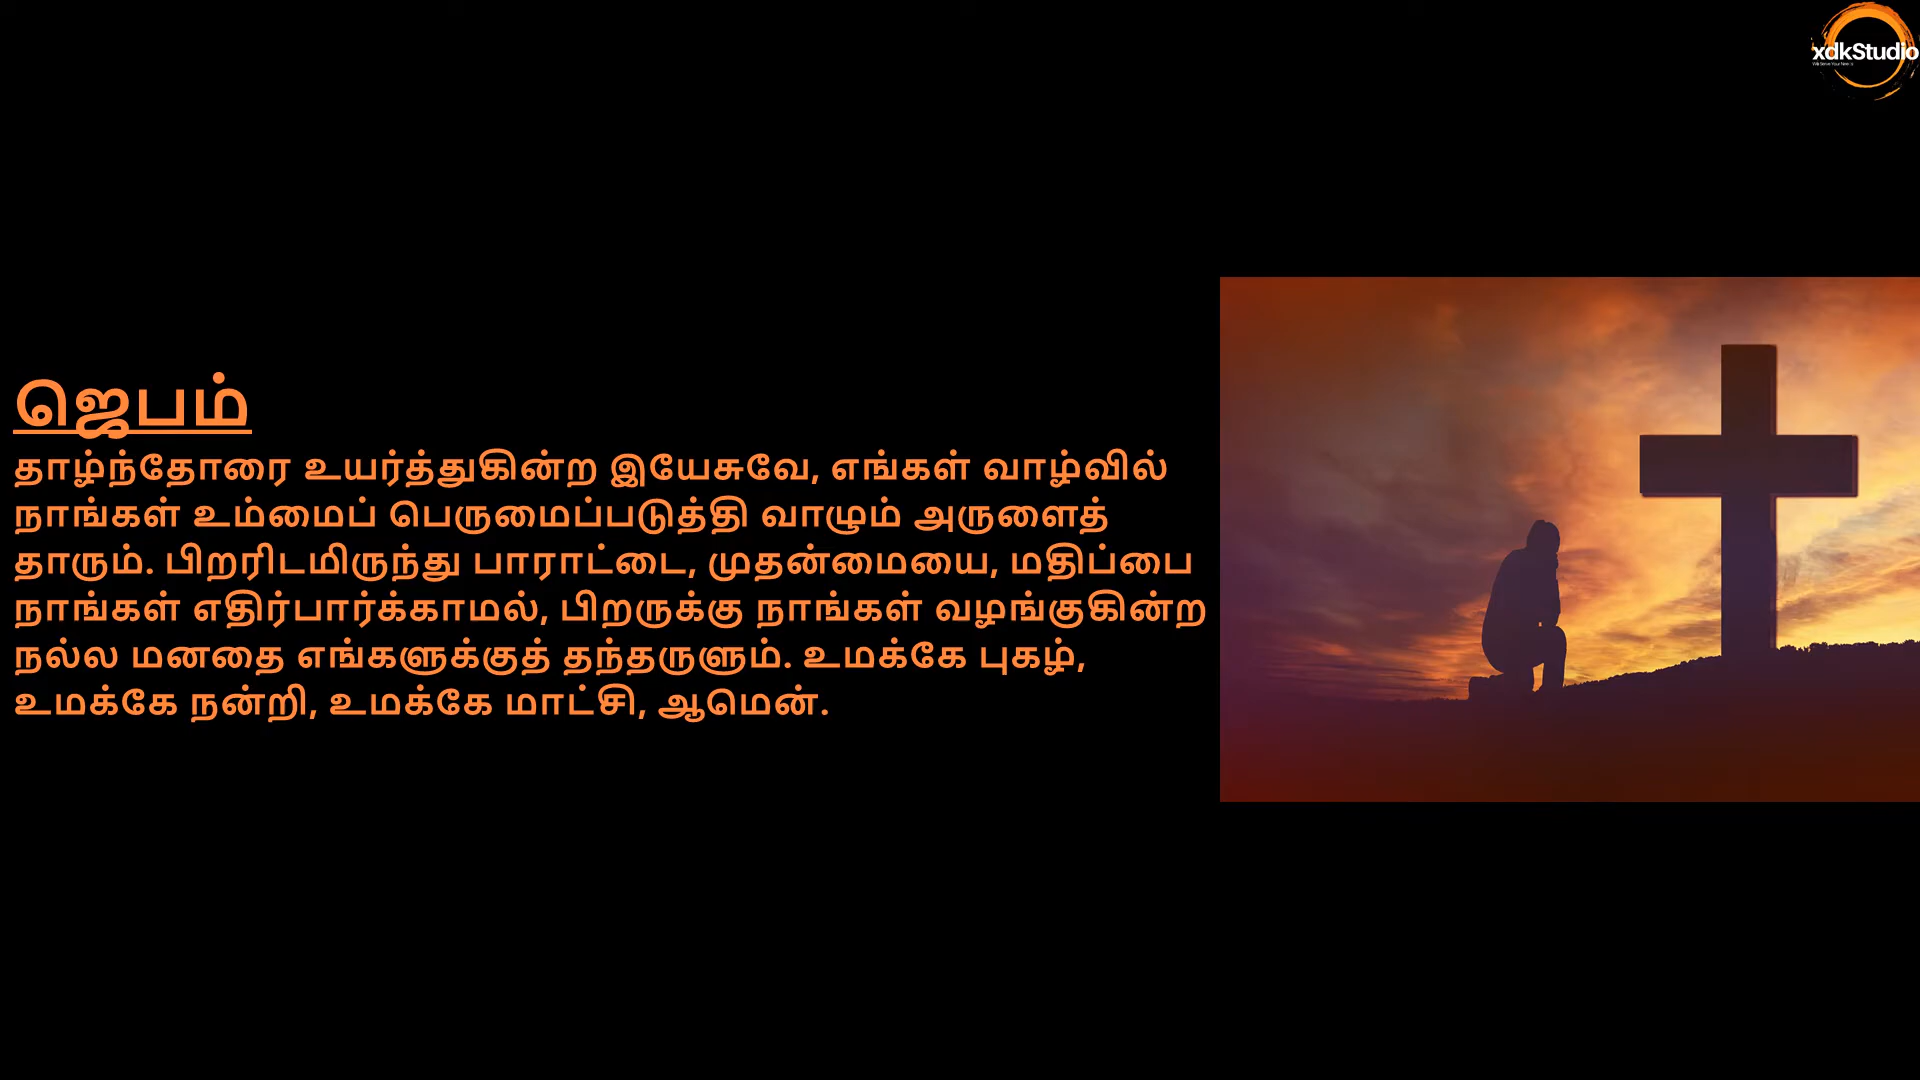 xdkStudio
ஜெபம்
தாழ்ந்தோரை உயர்த்துகின்ற இயேசுவே, எங்கள் வாழ்வில்
நாங்கள் உம்மைப் பெருமைப்படுத்தி வாழும் அருளைத்
தாரும். பிறரிடமிருந்து பாராட்டை, முதன்மையை, மதிப்பை
நாங்கள் எதிர்பார்க்காமல், பிறருக்கு நாங்கள் வழங்குகின்ற
நல்ல மனதை எங்களுக்குத் தந்தருளும். உமக்கே புகழ்,
உமக்கே நன்றி, உமக்கே மாட்சி, ஆமென்.